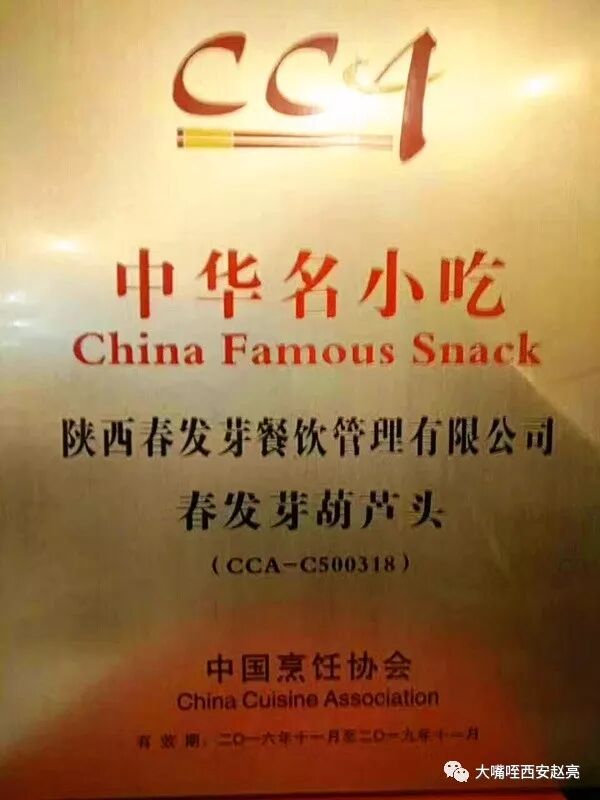 CCA
中华名小吃
China Famous Snack
陕西春发芽餐饮管理有限公司
春发芽葫芦头
(CCA-C500318)
中国烹饪协会
China Cuisine Association
有效期：二〇一六年十一月至二〇一九年十一月
大嘴咥西安赵亮